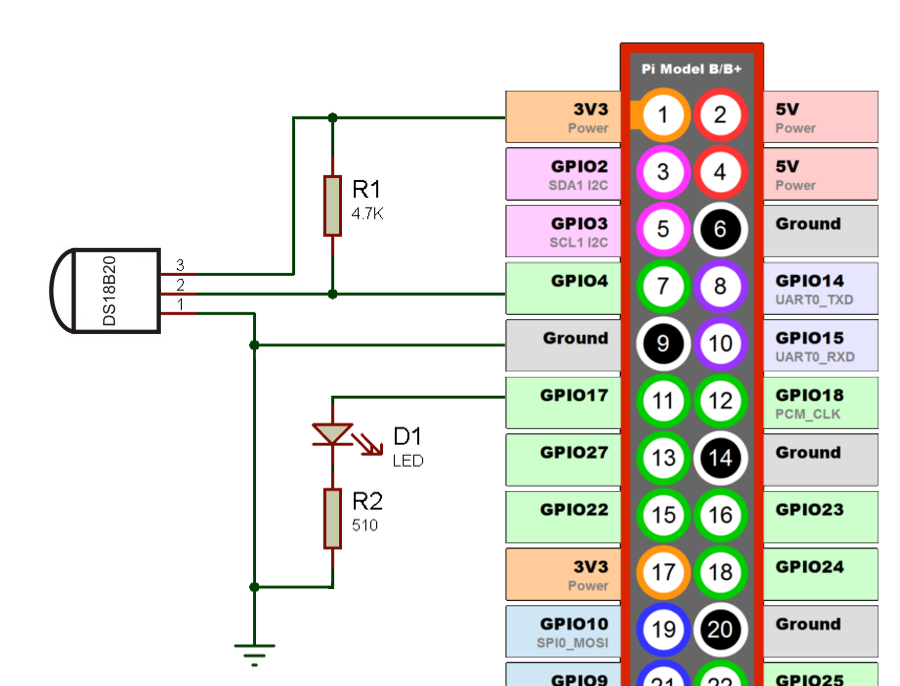 Pi Model B/B+
3V3
Power
1
2
5V
Power
GPIO2
SDA1 I2C
3
4
5V
Power
R1
4.7K
GPIO3
SCL1 I2C
5
6
Ground
DS18B20
3
2
1
GPIO4
7
8
GPIO14
UART0_TXD
Ground
9
10
GPIO15
UART0_RXD
GPIO17
11
12
GPIO18
PCM_CLK
D1
LED
GPIO27
13
14
Ground
R2
510
GPIO22
15
16
GPIO23
3V3
Power
17
18
GPIO24
GPIO10
SPI0_MOSI
19
20
Ground
GPIO9
21
22
GPIO25